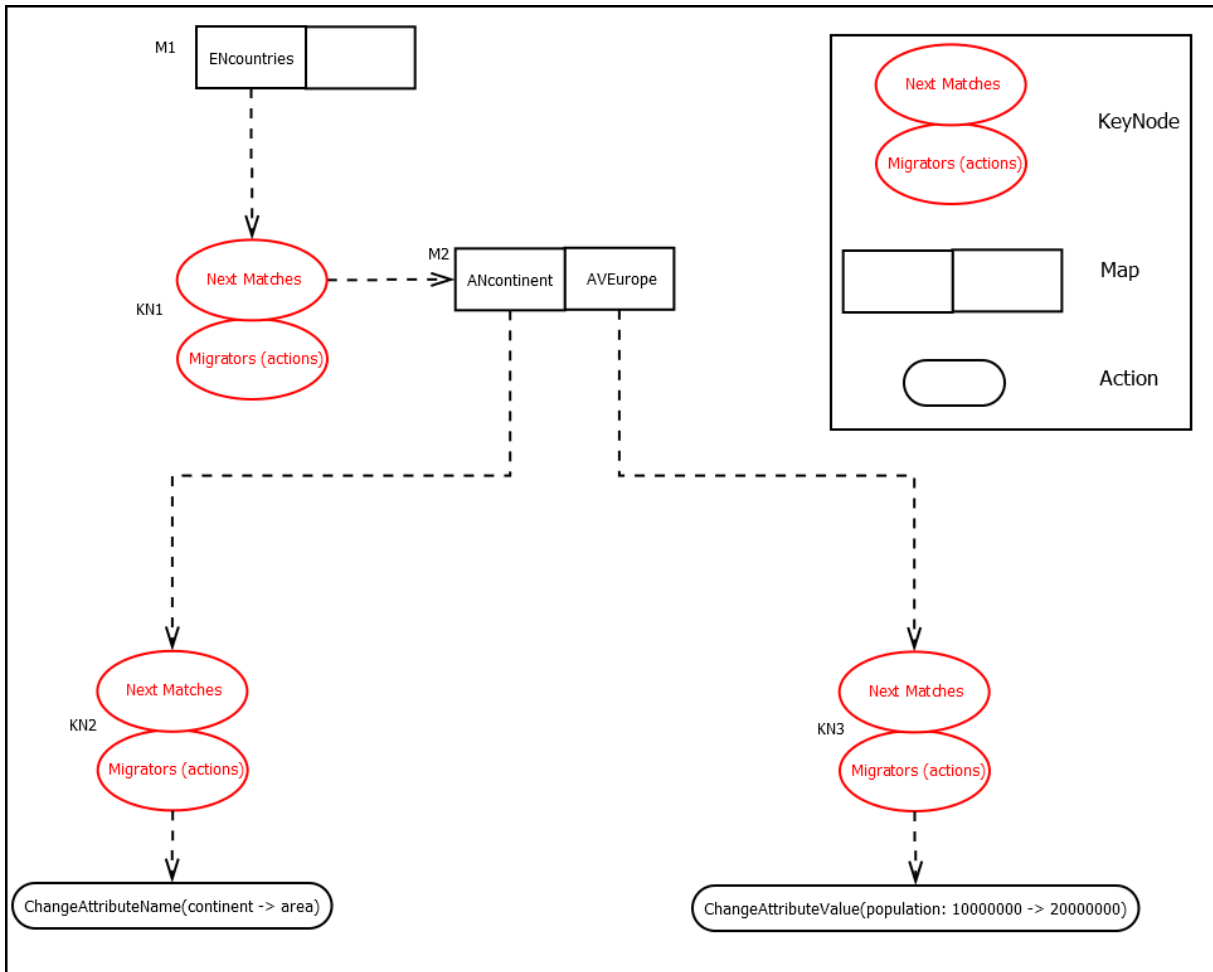 M1
ENcountries
Next Matches
Migrators (actions)
KeyNode
Map
Action
KN1
Next Matches
Migrators (actions)
M2
ANcontinent
AVEurope
KN2
Next Matches
Migrators (actions)
KN3
Next Matches
Migrators (actions)
ChangeAttributeName(continent -> area)
ChangeAttributeValue(population: 10000000 -> 20000000)